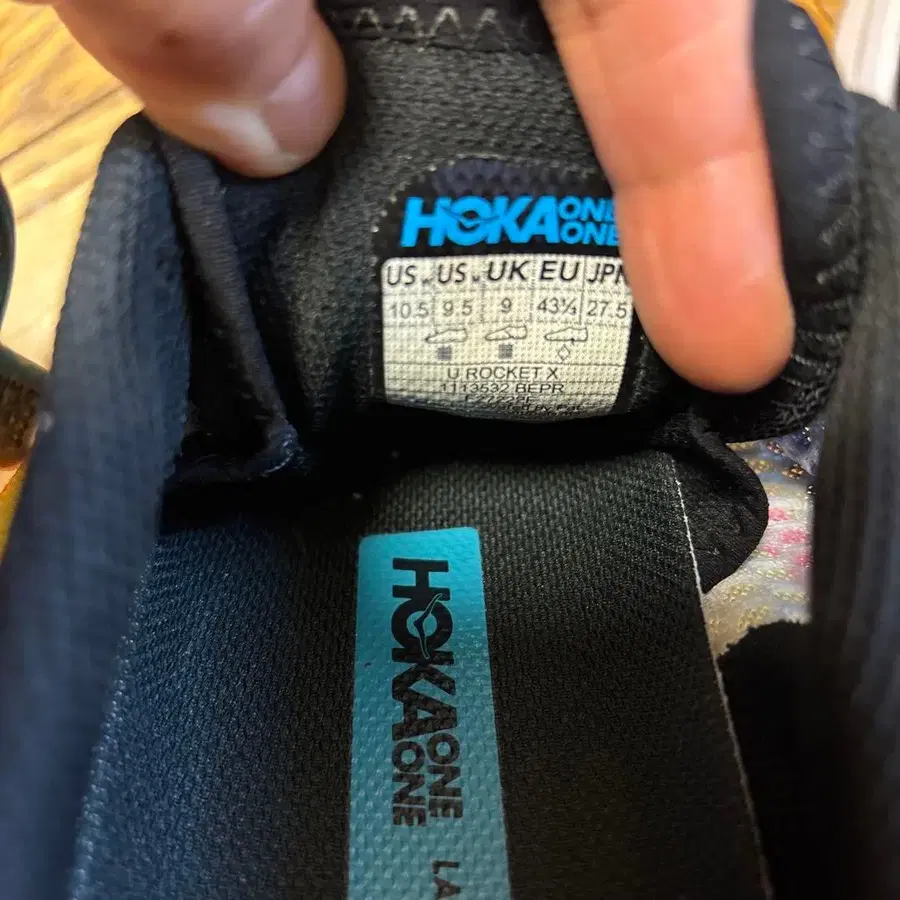 HOKA ONE
ONE
US W US M UK EU JPN
10.5 9.5 9 43⅓ 27.5
U ROCKET X
1113532 BEPR
HOKA ONE
ONE
LA